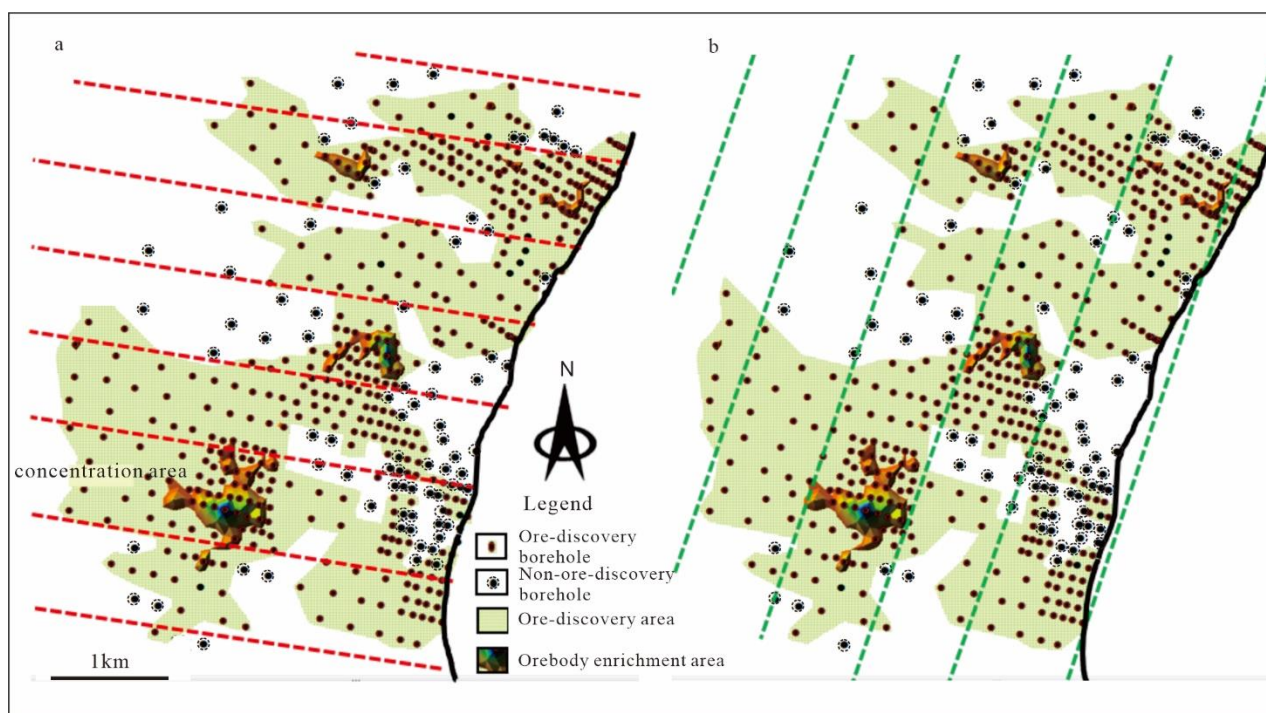 a
b
N
concentration area
Legend
Ore-discovery
borehole
Non-ore-discovery
borehole
Ore-discovery area
Orebody enrichment area
1km